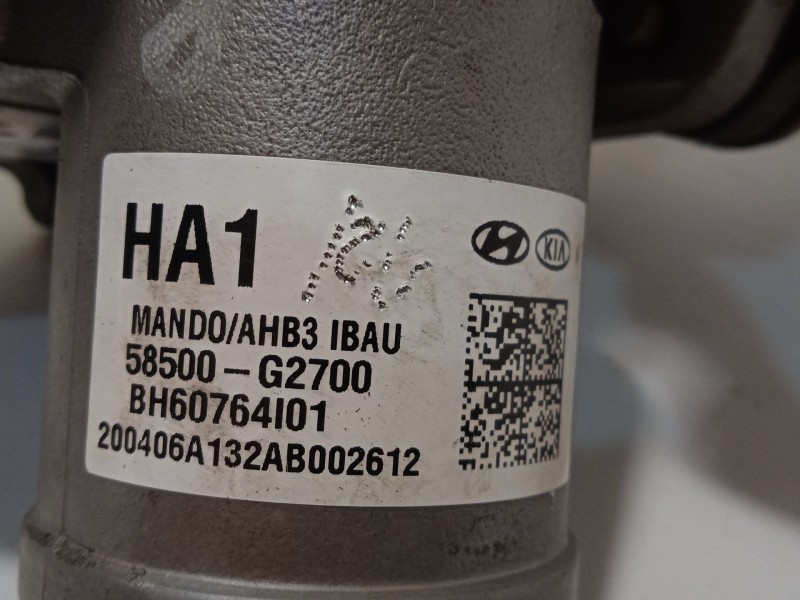 HA1
KIA
MANDO/AHB3 IBAU
58500-G2700
BH60764I01
200406A132AB002612